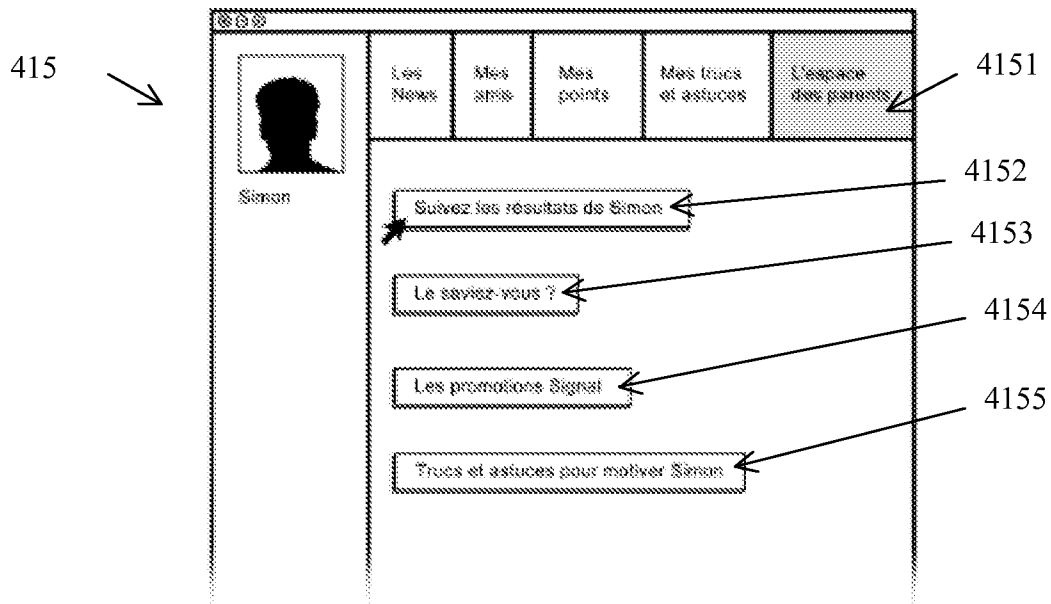 415
Les News
Mes amis
Mes points
Mes trucs et astuces
L'espace des parents
4151
Simon
Suivez les résultats de Simon
4152
Le saviez-vous ?
4153
Les promotions Signal
4154
Trucs et astuces pour motiver Simon
4155